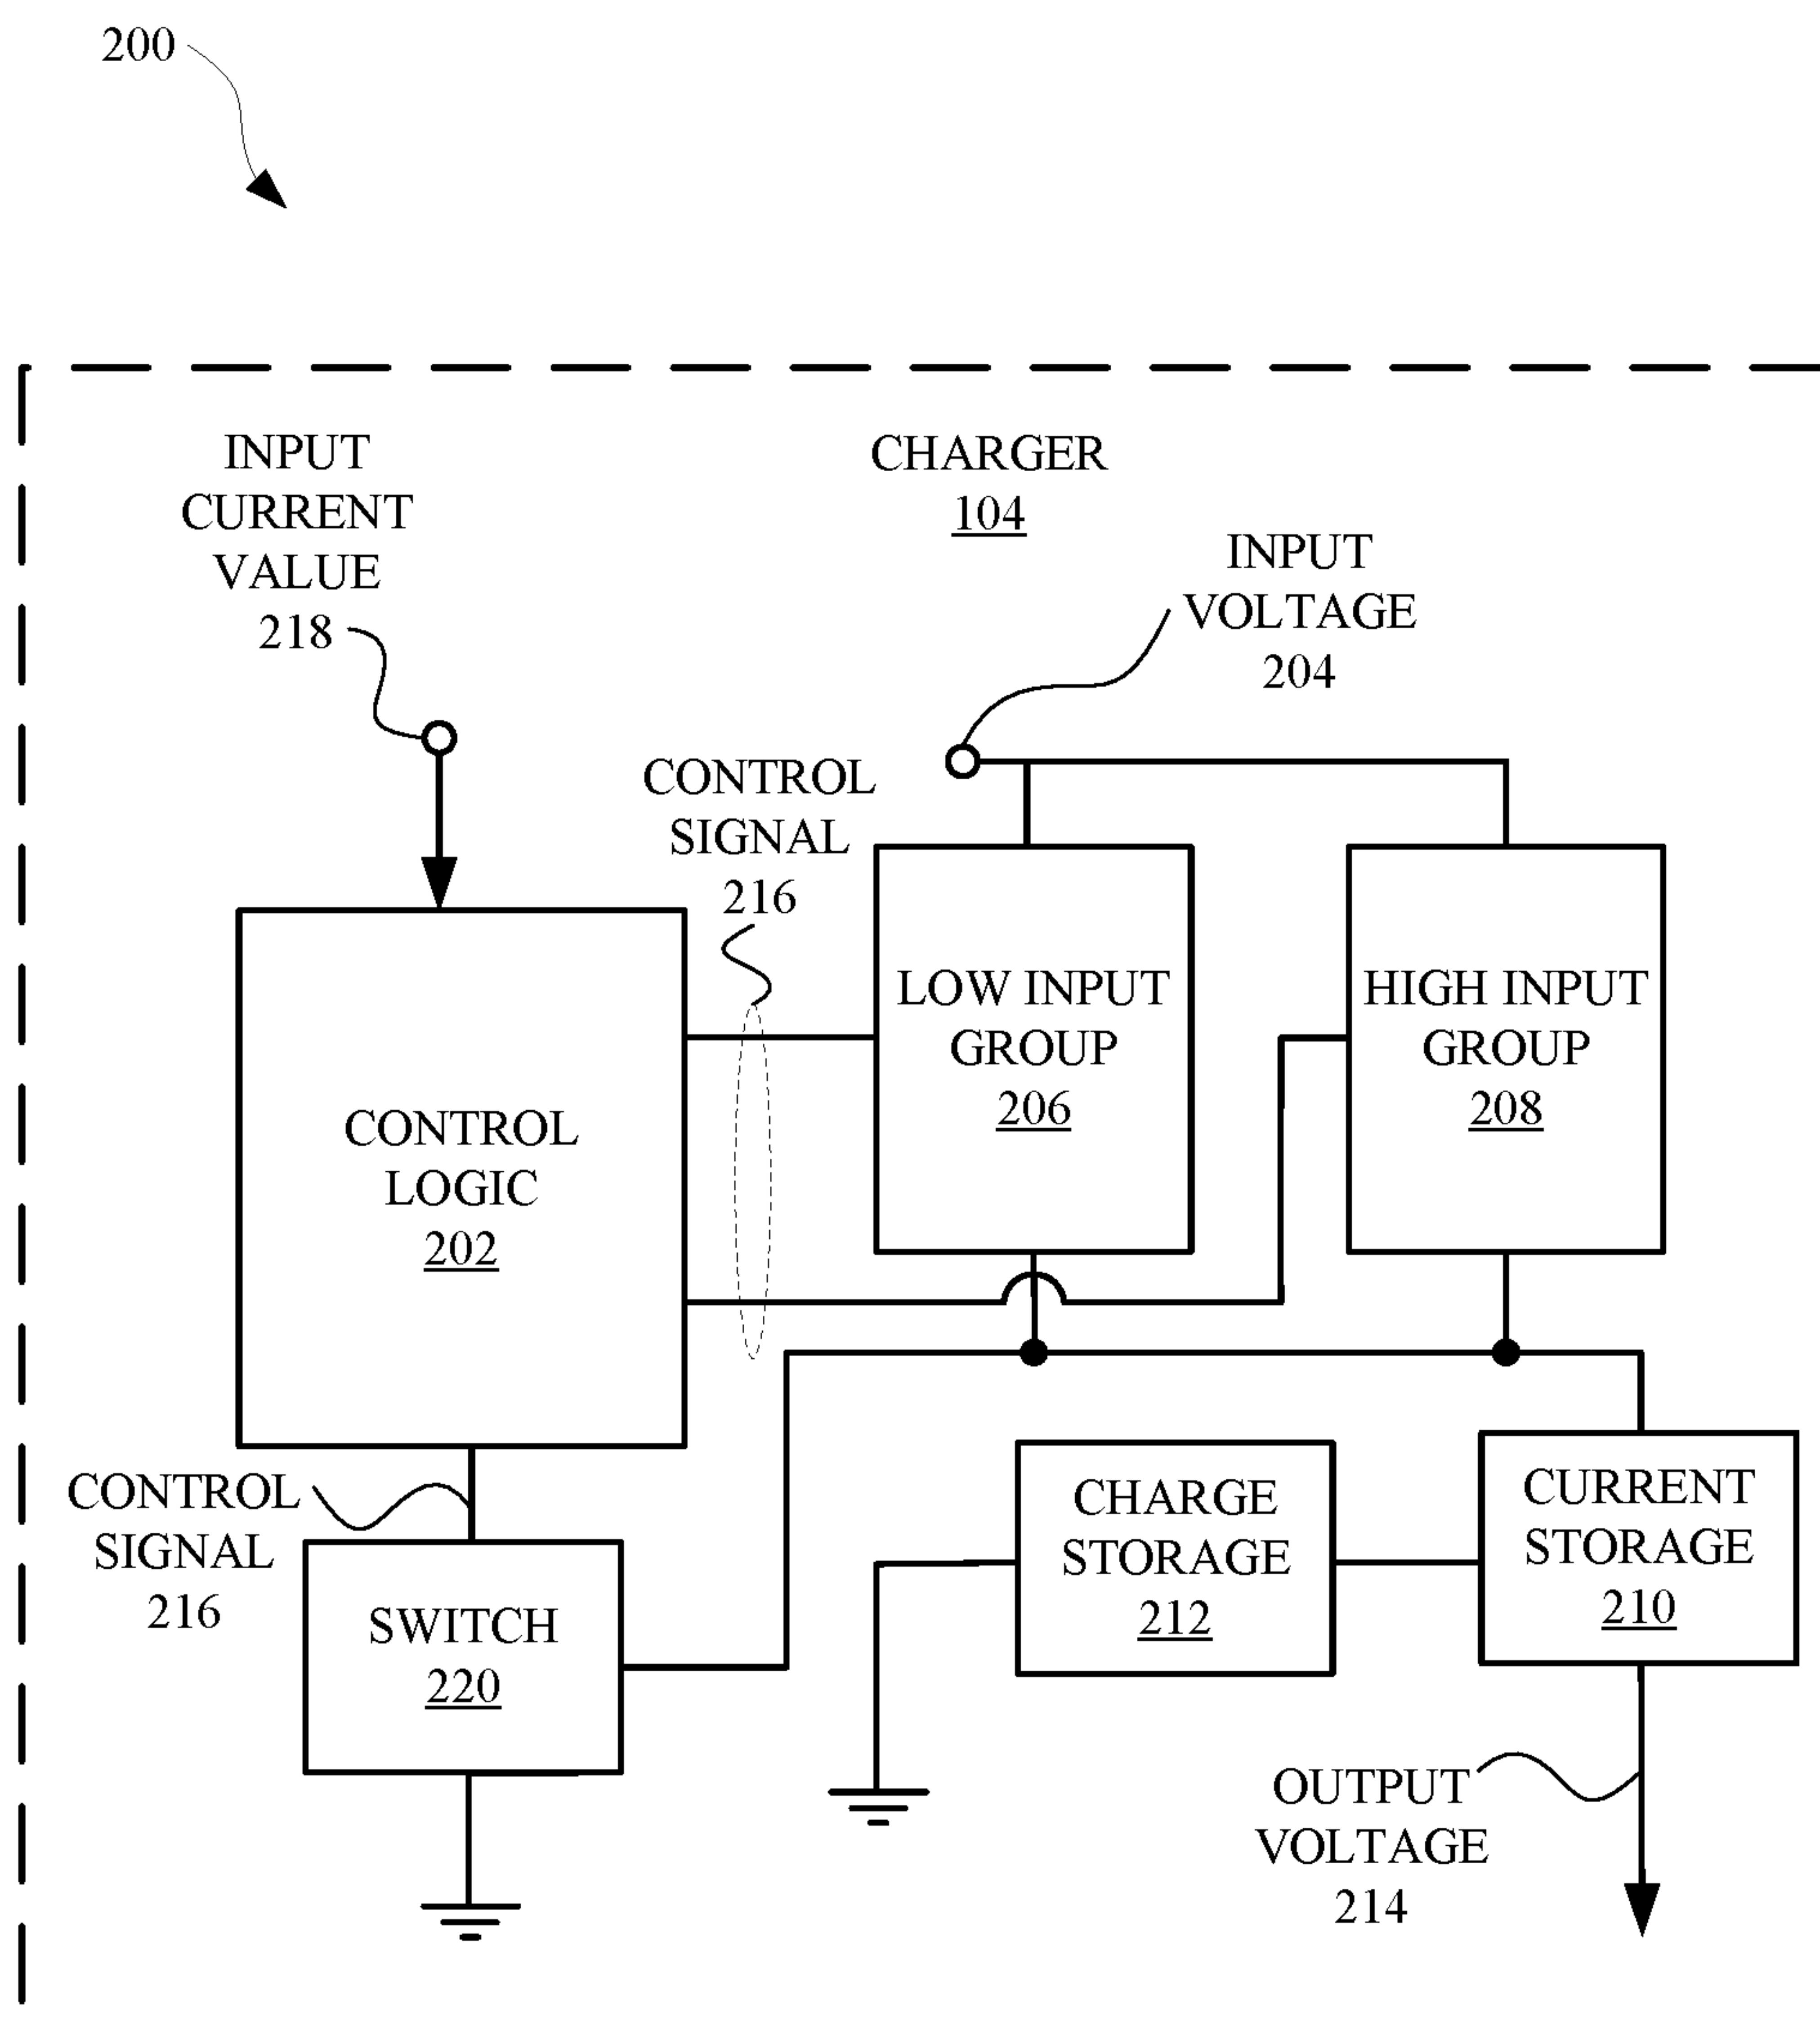 200
INPUT
CURRENT
VALUE
218
CHARGER
104
INPUT
VOLTAGE
204
CONTROL
SIGNAL
216
LOW INPUT
GROUP
206
HIGH INPUT
GROUP
208
CONTROL
LOGIC
202
CONTROL
SIGNAL
216
SWITCH
220
CHARGE
STORAGE
212
CURRENT
STORAGE
210
OUTPUT
VOLTAGE
214